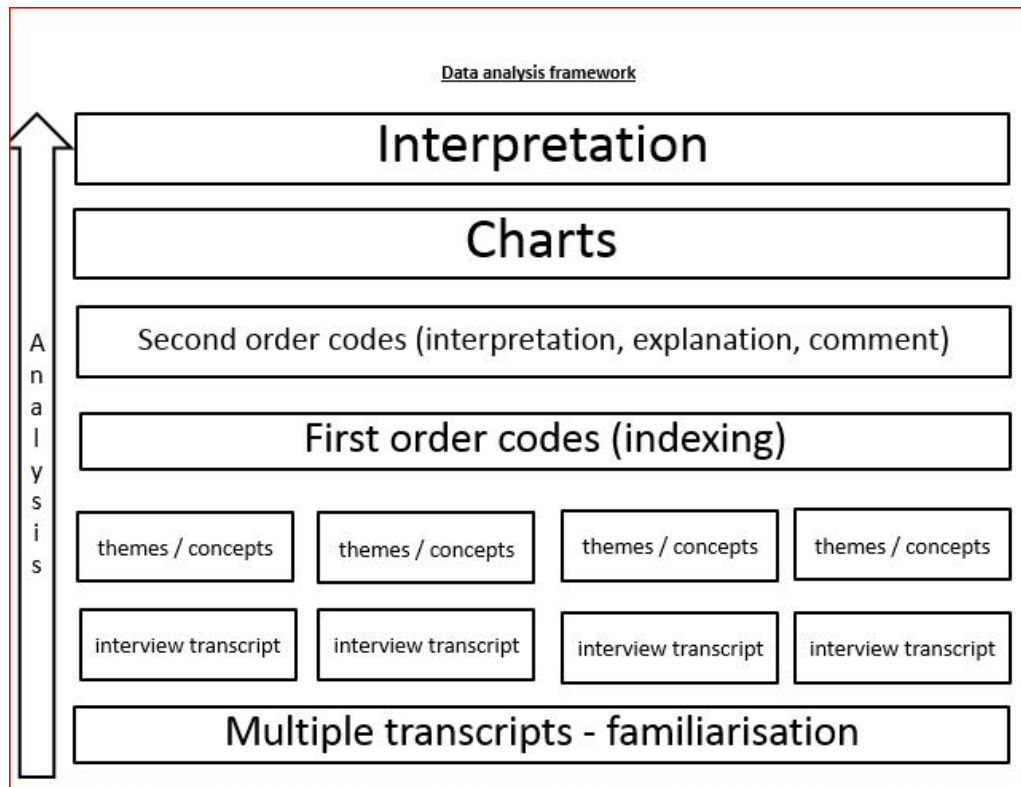 Data analysis framework
Interpretation
Charts
Second order codes (interpretation, explanation, comment)
First order codes (indexing)
themes / concepts
themes / concepts
themes / concepts
themes / concepts
interview transcript
interview transcript
interview transcript
interview transcript
Multiple transcripts - familiarisation
Analysis